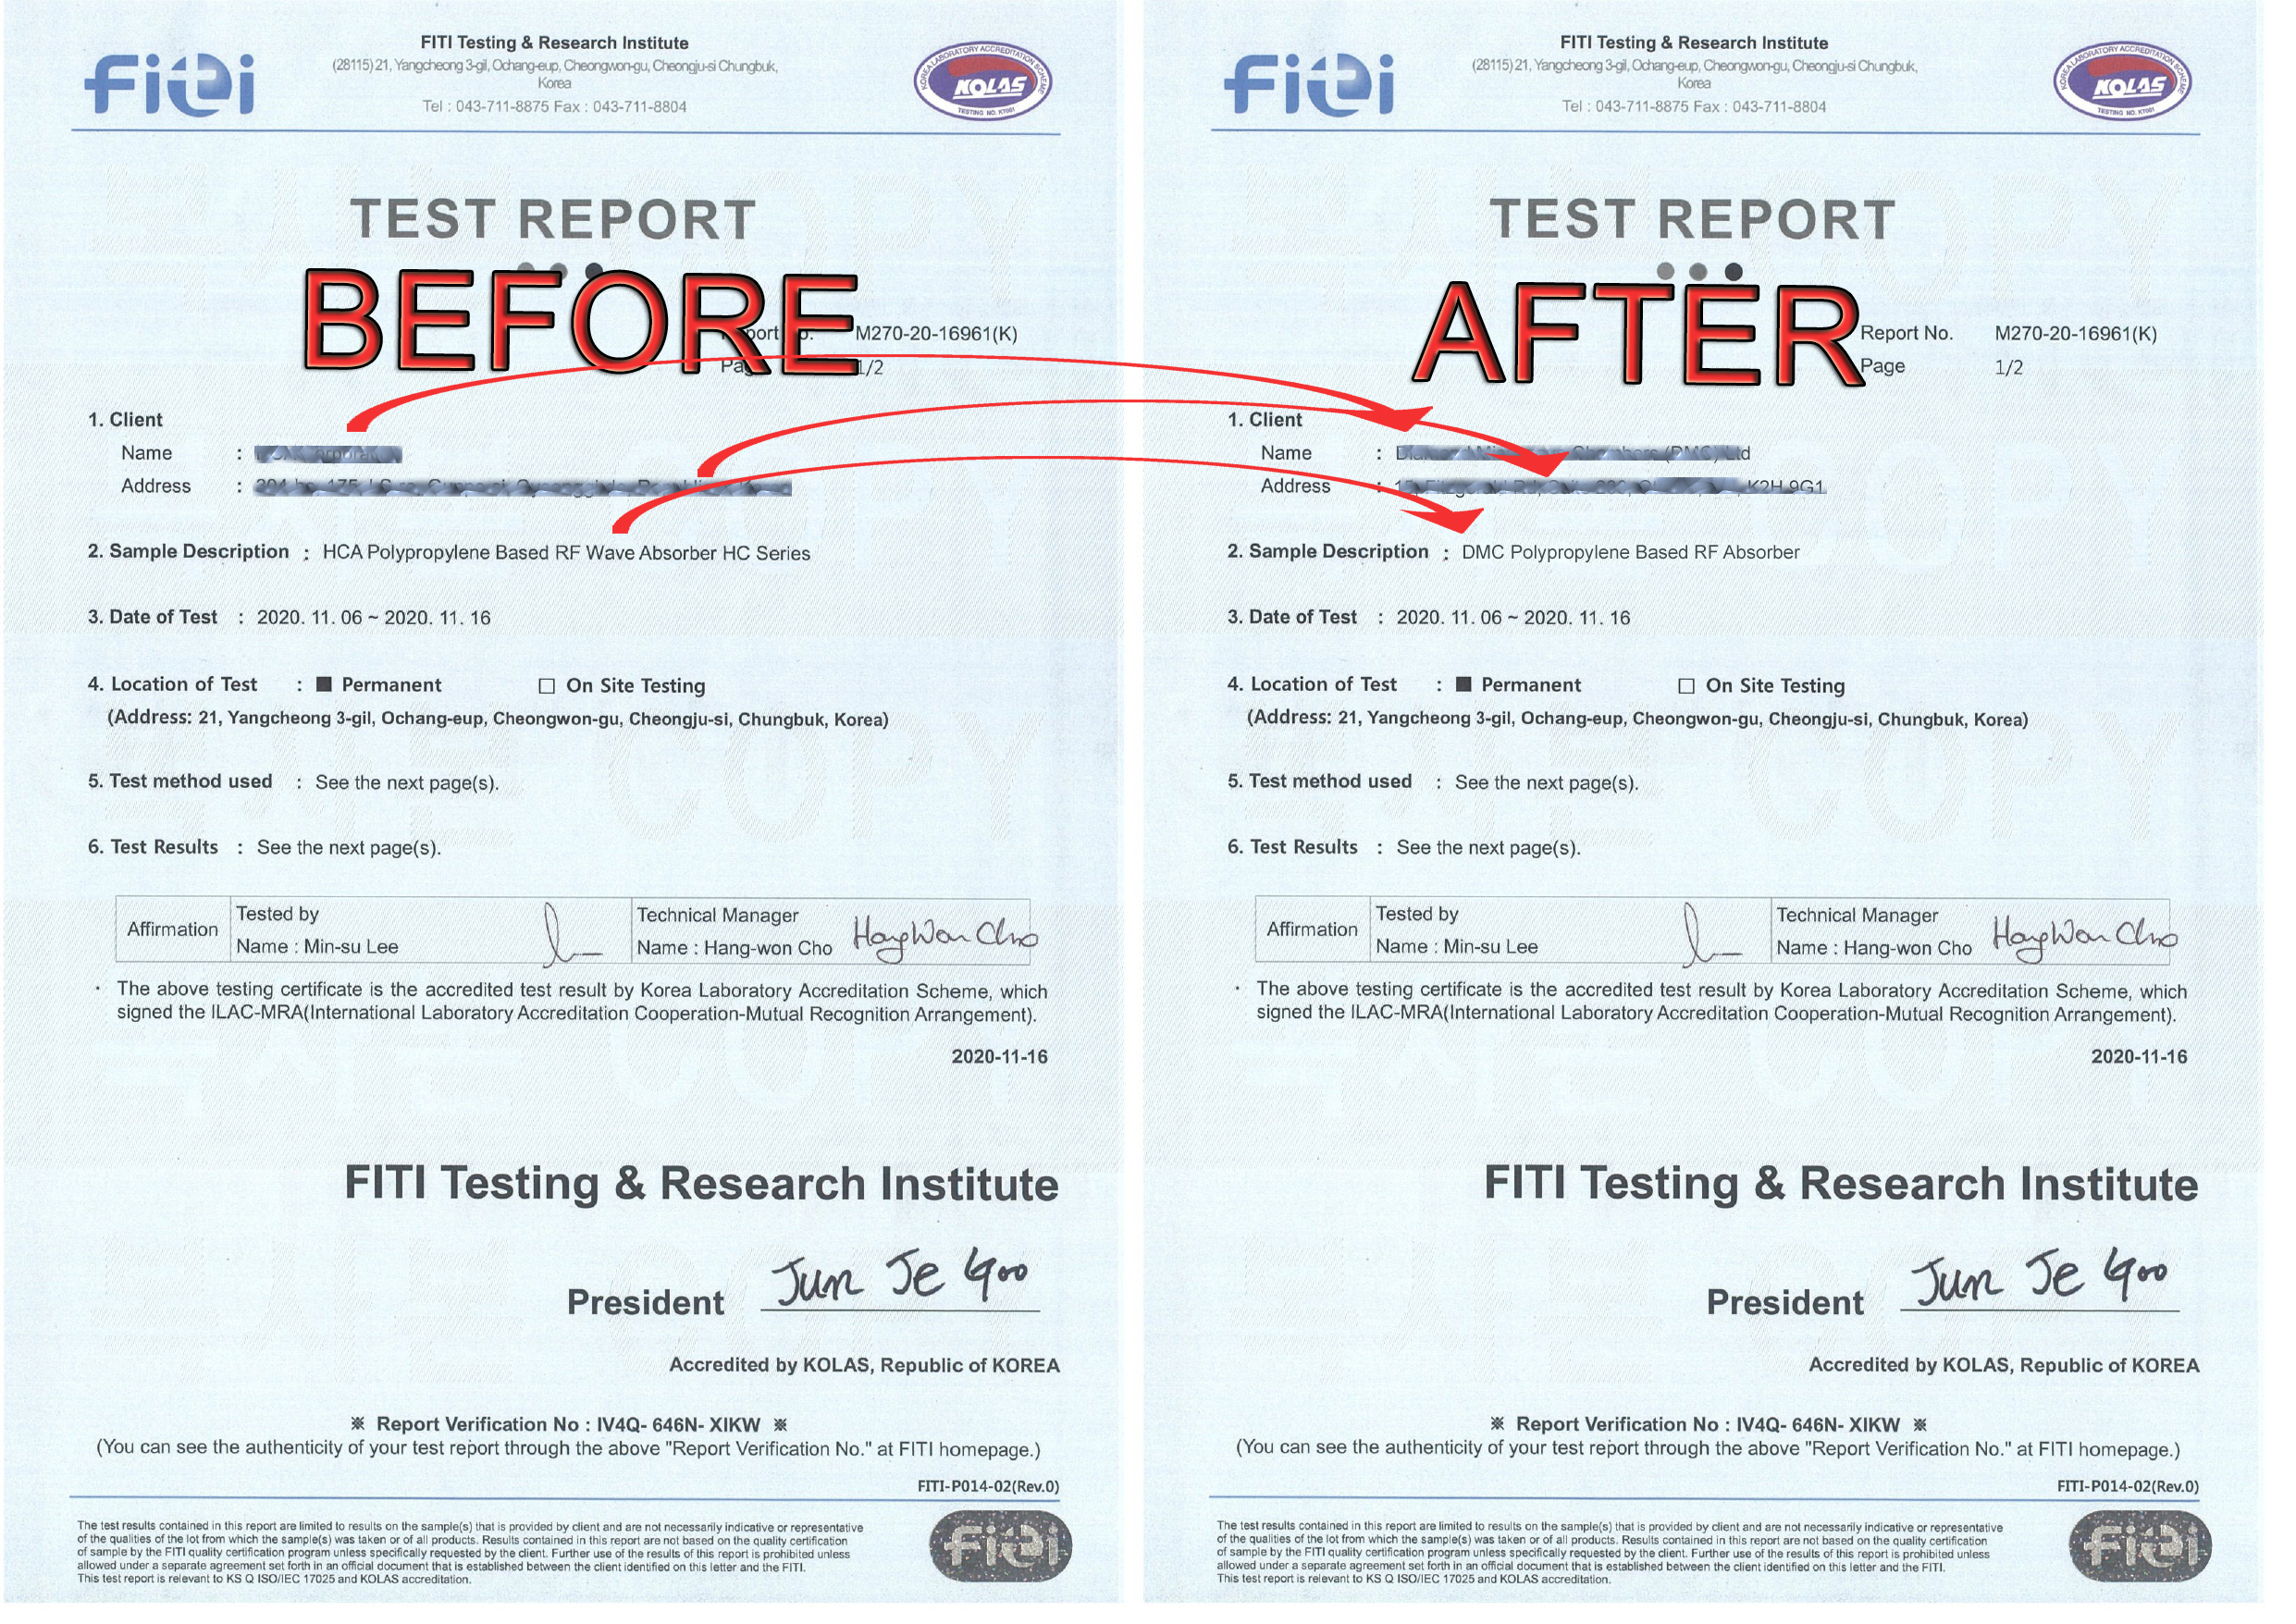 fiti
FITI Testing & Research Institute
(28115) 21, Yangcheong 3-gil, Ochang-eup, Cheongwon-gu, Cheongju-si Chungbuk,
Korea
Tel : 043-711-8875 Fax : 043-711-8804
KOREA LABORATORY ACCREDITATION SCHEME
KOLAS
TESTING NO. KT001
TEST REPORT
BEFORE
M270-20-16961(K)
1/2
1. Client
Name :
Address :
2. Sample Description : HCA Polypropylene Based RF Wave Absorber HC Series
3. Date of Test : 2020. 11. 06 ~ 2020. 11. 16
4. Location of Test : ■ Permanent □ On Site Testing
(Address: 21, Yangcheong 3-gil, Ochang-eup, Cheongwon-gu, Cheongju-si, Chungbuk, Korea)
5. Test method used : See the next page(s).
6. Test Results : See the next page(s).
Affirmation
Tested by
Name : Min-su Lee
Technical Manager
Name : Hang-won Cho
HangWon Cho
· The above testing certificate is the accredited test result by Korea Laboratory Accreditation Scheme, which
signed the ILAC-MRA(International Laboratory Accreditation Cooperation-Mutual Recognition Arrangement).
2020-11-16
FITI Testing & Research Institute
President Jun Je Goo
Accredited by KOLAS, Republic of KOREA
※ Report Verification No : IV4Q- 646N- XIKW ※
(You can see the authenticity of your test report through the above "Report Verification No." at FITI homepage.)
FITI-P014-02(Rev.0)
The test results contained in this report are limited to results on the sample(s) that is provided by client and are not necessarily indicative or representative
of the qualities of the lot from which the sample(s) was taken or of all products. Results contained in this report are not based on the quality certification
of sample by the FITI quality certification program unless specifically requested by the client. Further use of the results of this report is prohibited unless
allowed under a separate agreement set forth in an official document that is established between the client identified on this letter and the FITI.
This test report is relevant to KS Q ISO/IEC 17025 and KOLAS accreditation.
fiti
fiti
FITI Testing & Research Institute
(28115) 21, Yangcheong 3-gil, Ochang-eup, Cheongwon-gu, Cheongju-si Chungbuk,
Korea
Tel : 043-711-8875 Fax : 043-711-8804
KOREA LABORATORY ACCREDITATION SCHEME
KOLAS
TESTING NO. KT001
TEST REPORT
AFTER
Report No. M270-20-16961(K)
Page 1/2
1. Client
Name : (DMC) Ltd
Address : K2H 9G1
2. Sample Description : DMC Polypropylene Based RF Absorber
3. Date of Test : 2020. 11. 06 ~ 2020. 11. 16
4. Location of Test : ■ Permanent □ On Site Testing
(Address: 21, Yangcheong 3-gil, Ochang-eup, Cheongwon-gu, Cheongju-si, Chungbuk, Korea)
5. Test method used : See the next page(s).
6. Test Results : See the next page(s).
Affirmation
Tested by
Name : Min-su Lee
Technical Manager
Name : Hang-won Cho
HangWon Cho
· The above testing certificate is the accredited test result by Korea Laboratory Accreditation Scheme, which
signed the ILAC-MRA(International Laboratory Accreditation Cooperation-Mutual Recognition Arrangement).
2020-11-16
FITI Testing & Research Institute
President Jun Je Goo
Accredited by KOLAS, Republic of KOREA
※ Report Verification No : IV4Q- 646N- XIKW ※
(You can see the authenticity of your test report through the above "Report Verification No." at FITI homepage.)
FITI-P014-02(Rev.0)
The test results contained in this report are limited to results on the sample(s) that is provided by client and are not necessarily indicative or representative
of the qualities of the lot from which the sample(s) was taken or of all products. Results contained in this report are not based on the quality certification
of sample by the FITI quality certification program unless specifically requested by the client. Further use of the results of this report is prohibited unless
allowed under a separate agreement set forth in an official document that is established between the client identified on this letter and the FITI.
This test report is relevant to KS Q ISO/IEC 17025 and KOLAS accreditation.
fiti